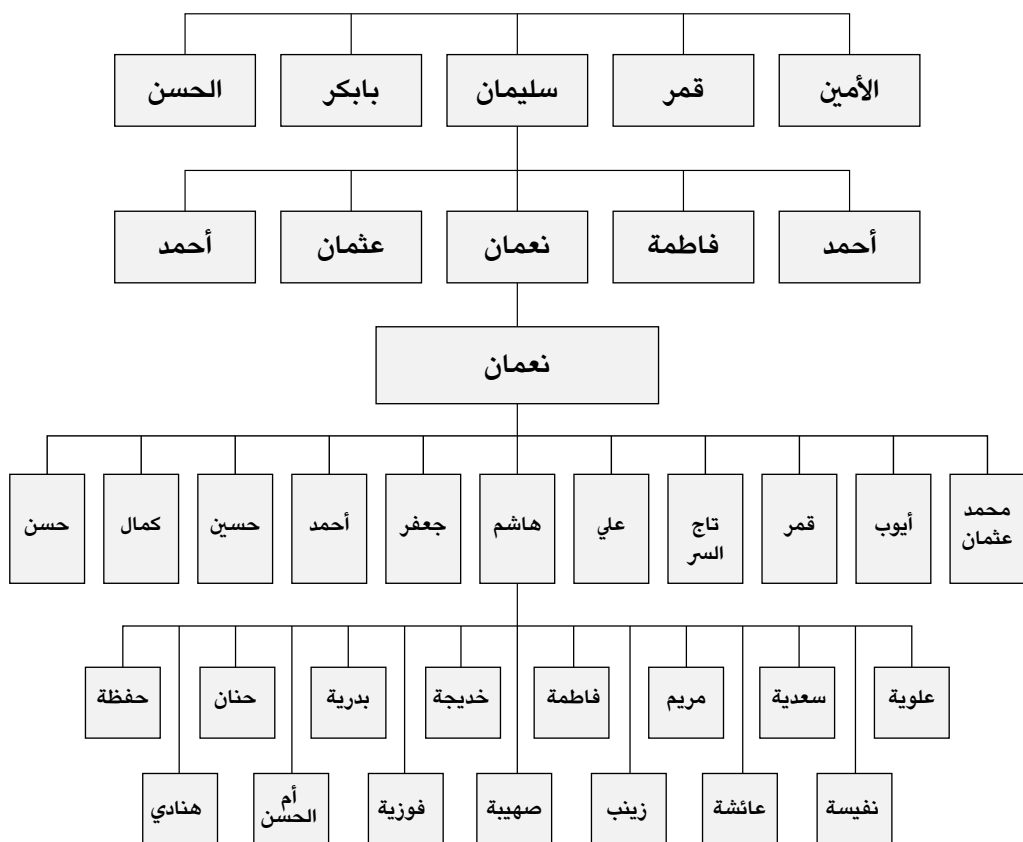 الأمين قمر سليمان بابكر الحسن
أحمد فاطمة نعمان عثمان أحمد
نعمان
محمد عثمان أيوب قمر تاج السر علي هاشم جعفر أحمد حسين كمال حسن
علوية سعدية مريم فاطمة خديجة بدرية حنان حفظة
نفيسة عائشة زينب صهيبة فوزية أم الحسن هنادي